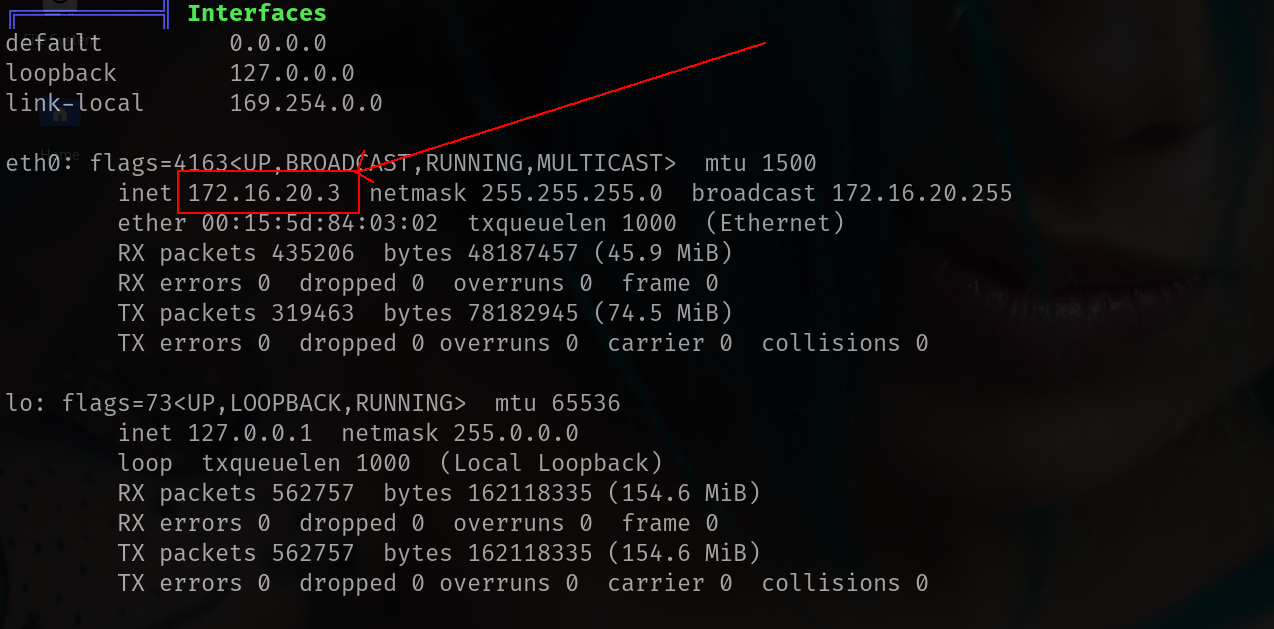 Interfaces
default         0.0.0.0
loopback        127.0.0.0
link-local      169.254.0.0
Home
eth0: flags=4163<UP,BROADCAST,RUNNING,MULTICAST>  mtu 1500
        inet 172.16.20.3  netmask 255.255.255.0  broadcast 172.16.20.255
        ether 00:15:5d:84:03:02  txqueuelen 1000  (Ethernet)
        RX packets 435206  bytes 48187457 (45.9 MiB)
        RX errors 0  dropped 0  overruns 0  frame 0
        TX packets 319463  bytes 78182945 (74.5 MiB)
        TX errors 0  dropped 0 overruns 0  carrier 0  collisions 0
lo: flags=73<UP,LOOPBACK,RUNNING>  mtu 65536
        inet 127.0.0.1  netmask 255.0.0.0
        loop  txqueuelen 1000  (Local Loopback)
        RX packets 562757  bytes 162118335 (154.6 MiB)
        RX errors 0  dropped 0  overruns 0  frame 0
        TX packets 562757  bytes 162118335 (154.6 MiB)
        TX errors 0  dropped 0 overruns 0  carrier 0  collisions 0